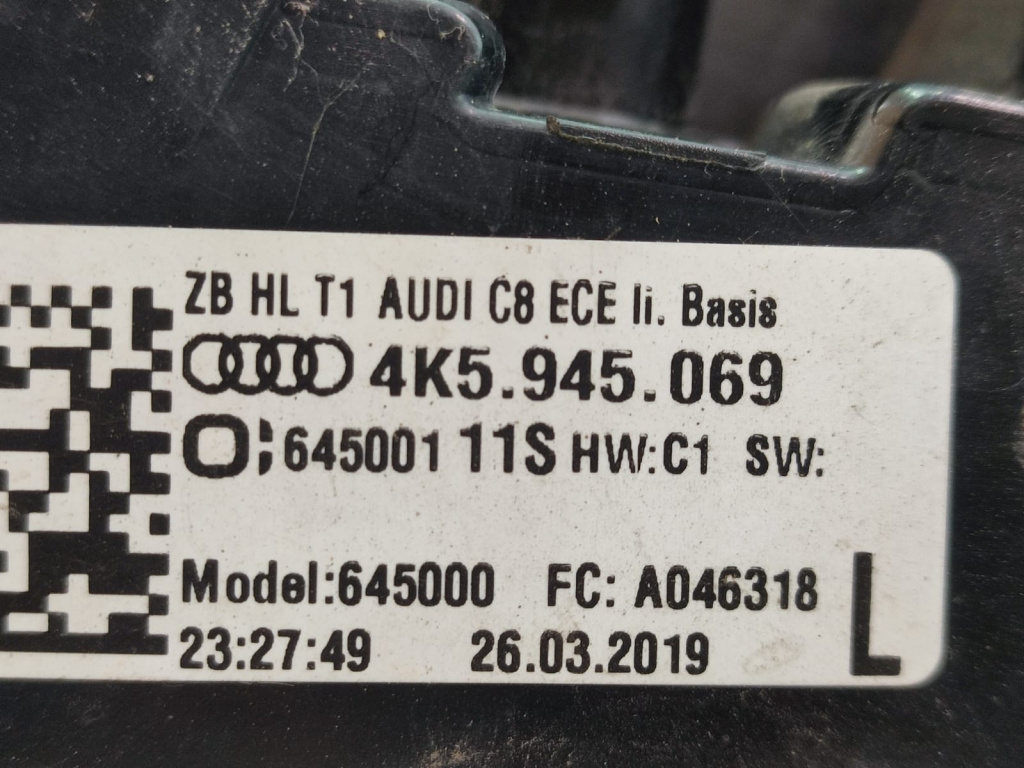 ZB HL T1 AUDI C8 ECE li. Basis
4K5.945.069
O; 645001 11S HW:C1 SW:
Model:645000 FC: A046318
23:27:49 26.03.2019 L